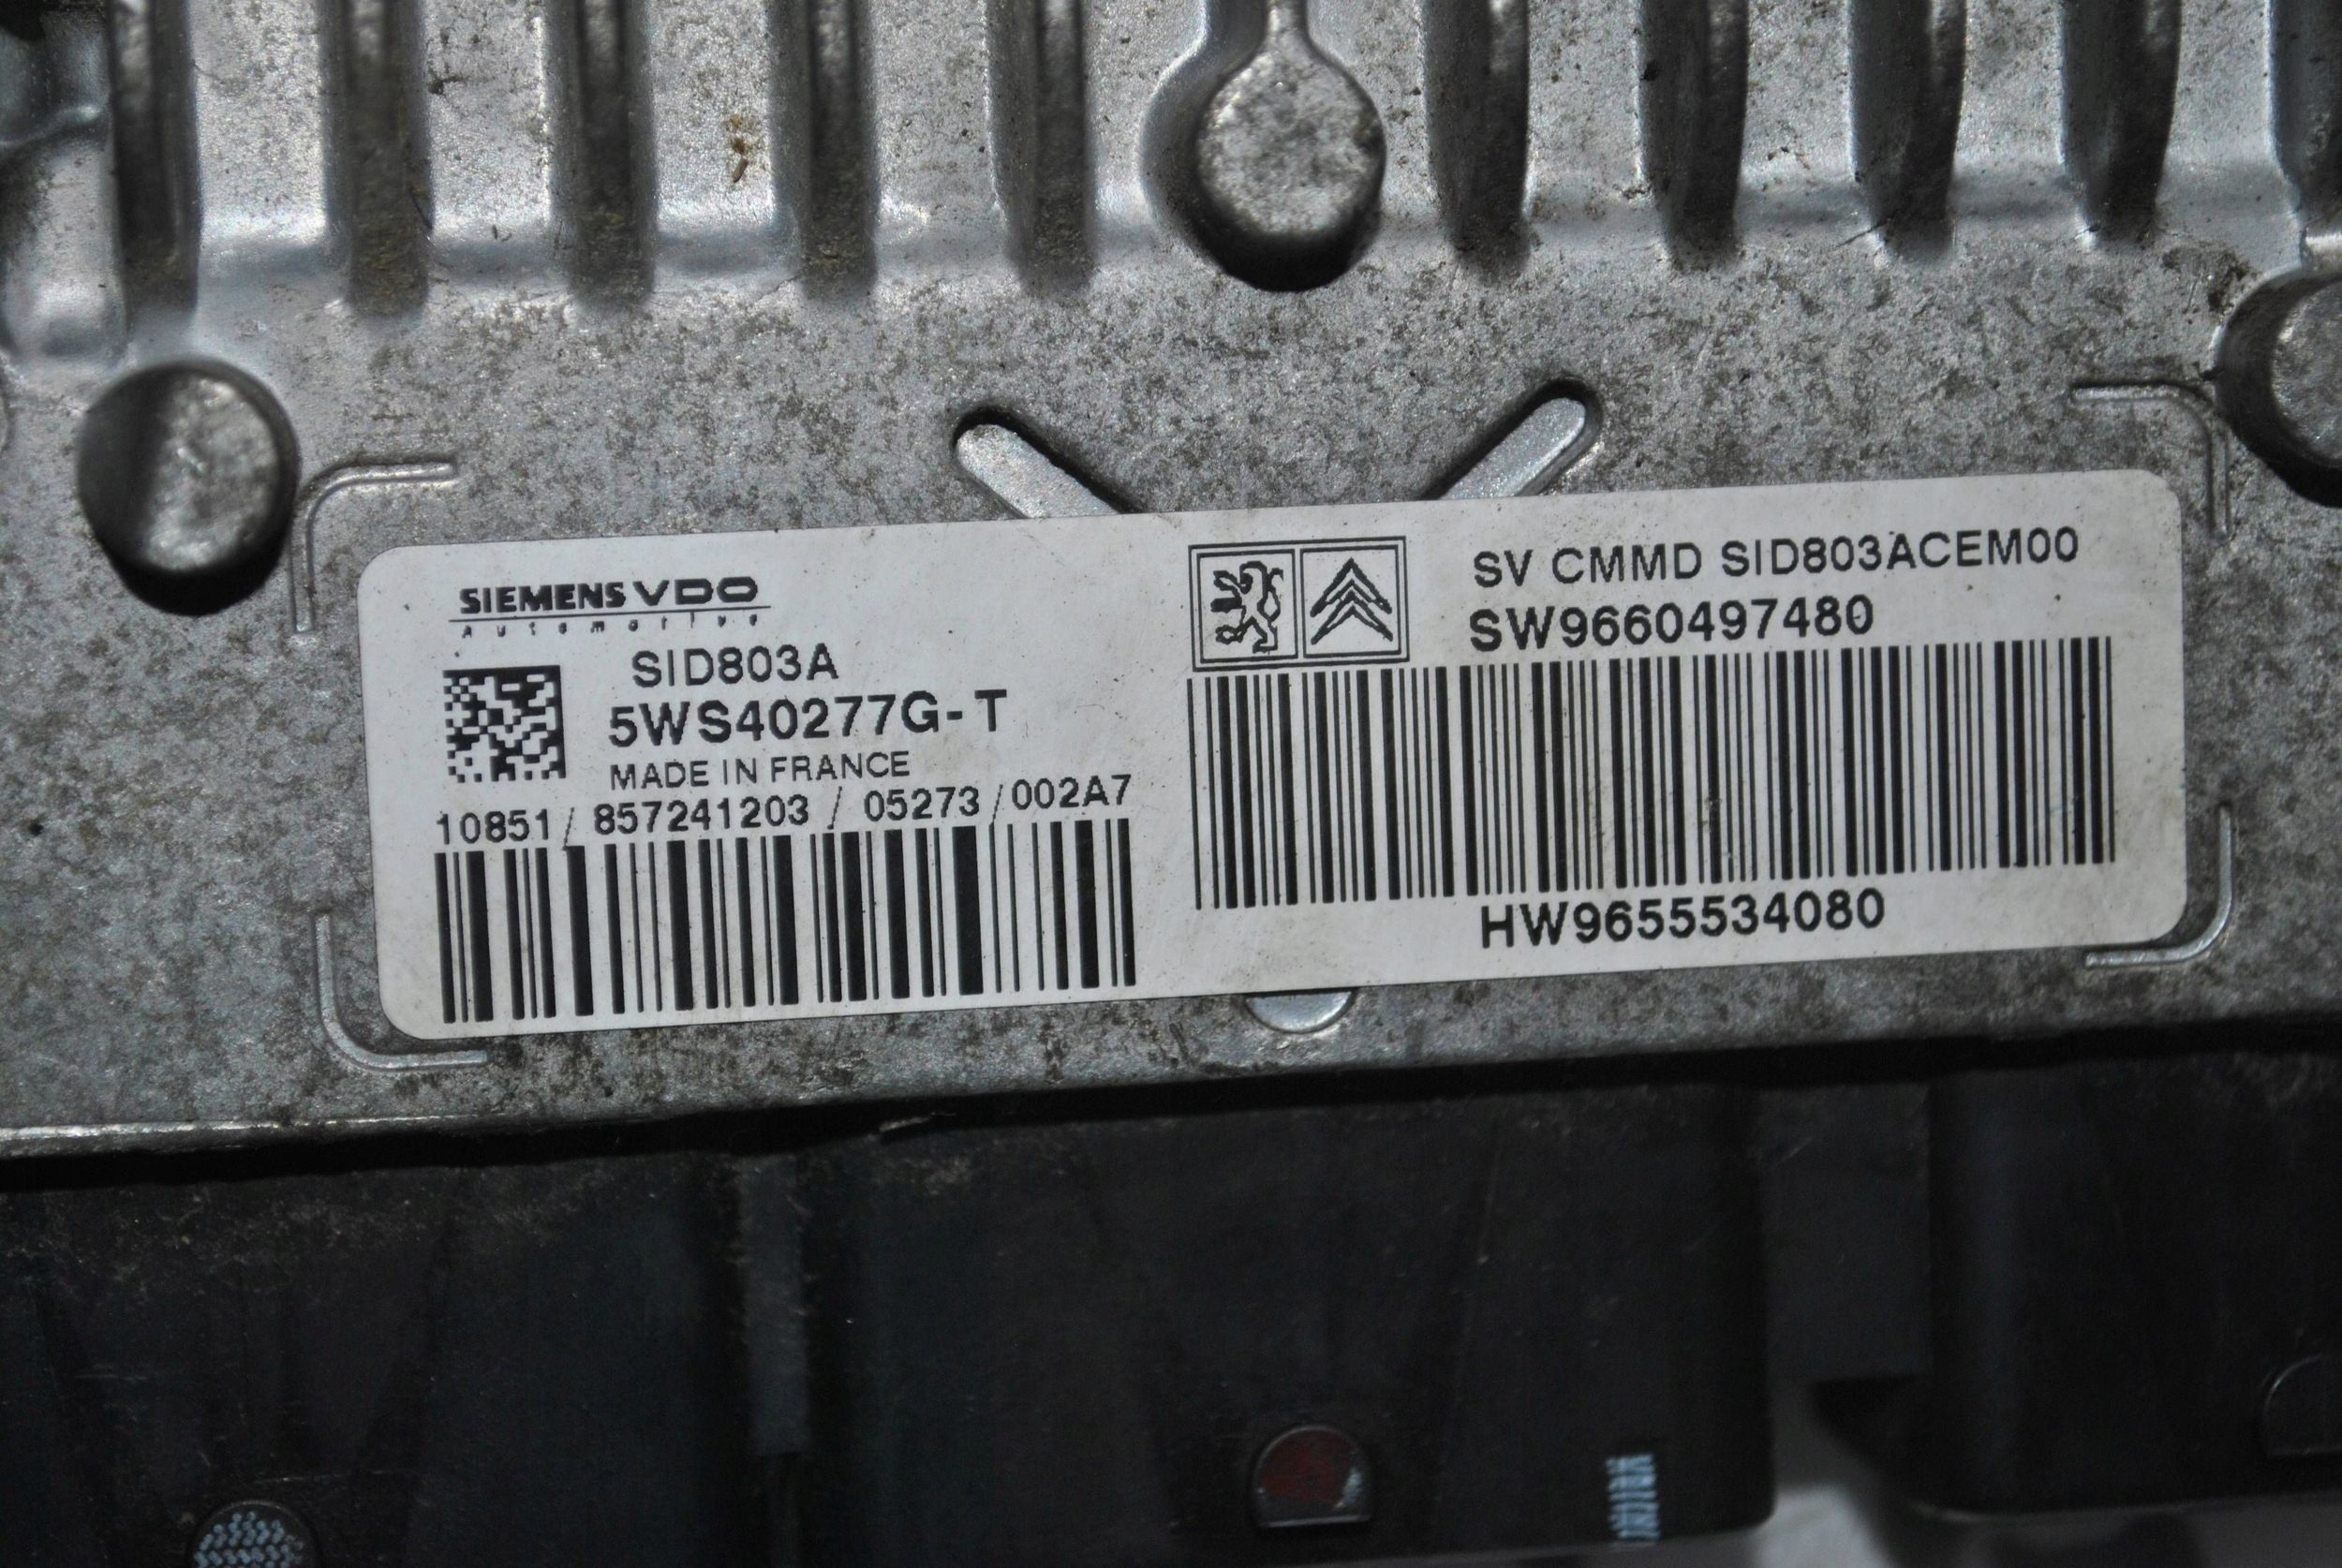 SIEMENS VDO
Automotive
SID803A
5WS40277G-T
MADE IN FRANCE
10851/ 857241203 / 05273/002A7
SV CMMD SID803ACEM00
SW9660497480
HW9655534080